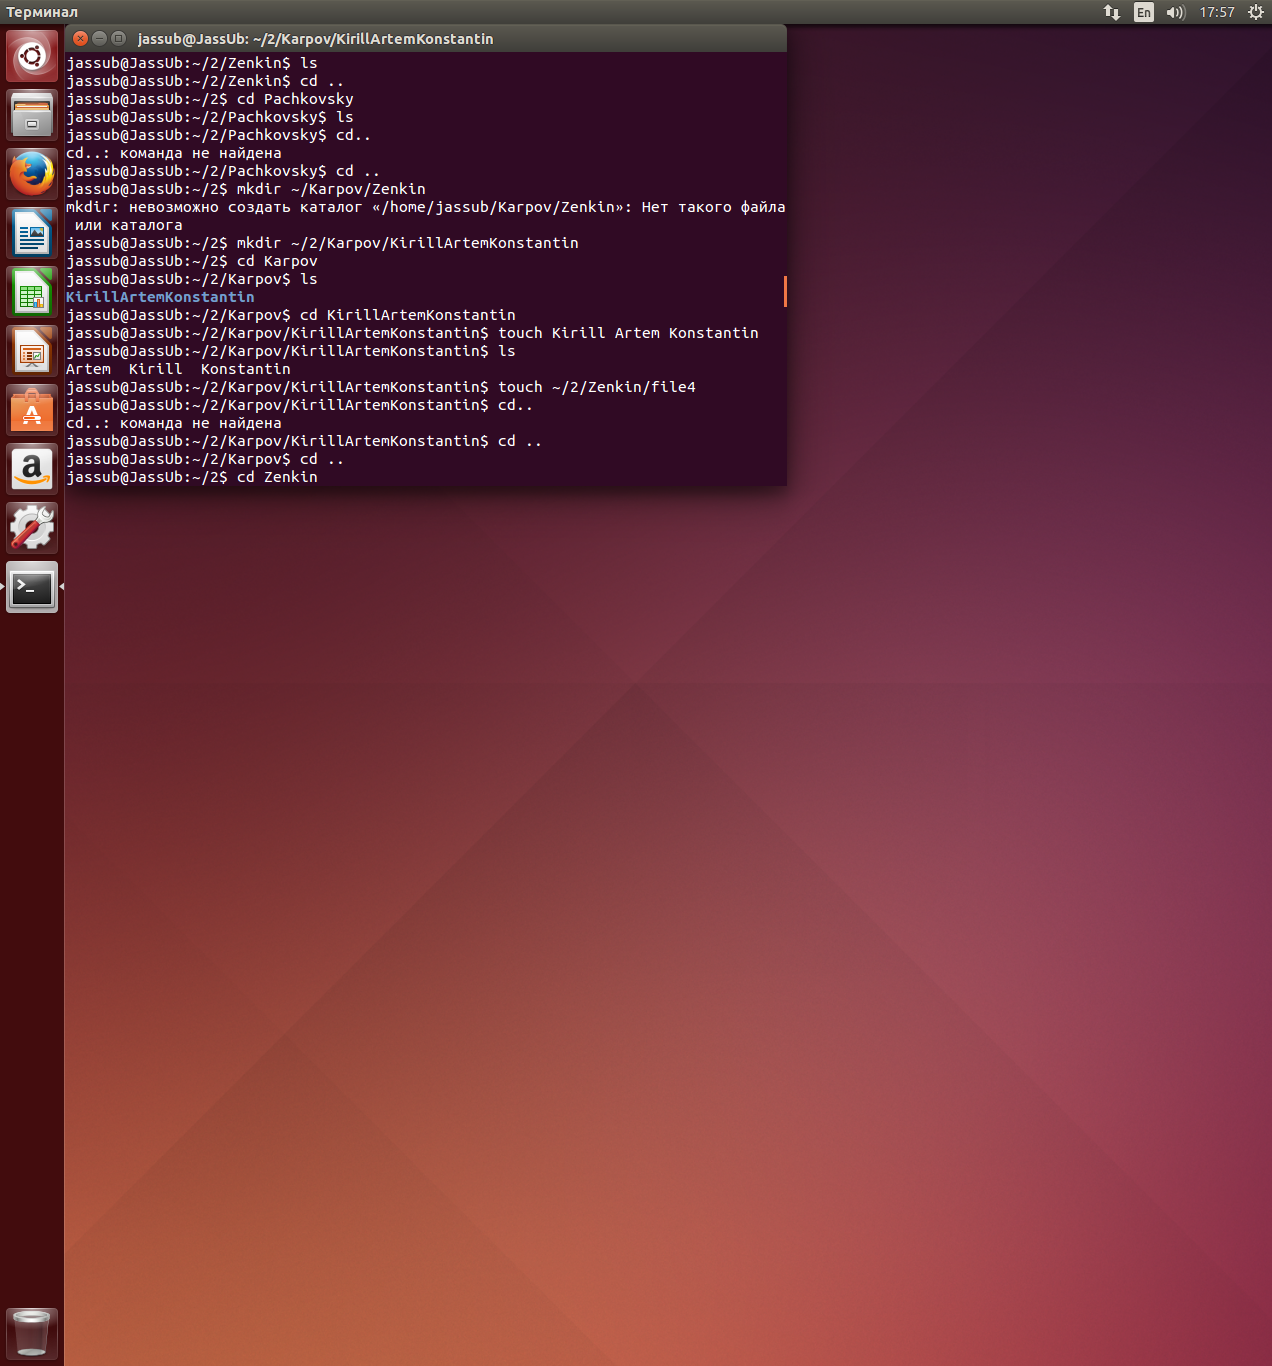 Терминал
En
17:57
jassub@JassUb: ~/2/Karpov/KirillArtemKonstantin
jassub@JassUb:~/2/Zenkin$ ls
jassub@JassUb:~/2/Zenkin$ cd ..
jassub@JassUb:~/2$ cd Pachkovsky
jassub@JassUb:~/2/Pachkovsky$ ls
jassub@JassUb:~/2/Pachkovsky$ cd..
cd..: команда не найдена
jassub@JassUb:~/2/Pachkovsky$ cd ..
jassub@JassUb:~/2$ mkdir ~/Karpov/Zenkin
mkdir: невозможно создать каталог «/home/jassub/Karpov/Zenkin»: Нет такого файла
 или каталога
jassub@JassUb:~/2$ mkdir ~/2/Karpov/KirillArtemKonstantin
jassub@JassUb:~/2$ cd Karpov
jassub@JassUb:~/2/Karpov$ ls
KirillArtemKonstantin
jassub@JassUb:~/2/Karpov$ cd KirillArtemKonstantin
jassub@JassUb:~/2/Karpov/KirillArtemKonstantin$ touch Kirill Artem Konstantin
jassub@JassUb:~/2/Karpov/KirillArtemKonstantin$ ls
Artem  Kirill  Konstantin
jassub@JassUb:~/2/Karpov/KirillArtemKonstantin$ touch ~/2/Zenkin/file4
jassub@JassUb:~/2/Karpov/KirillArtemKonstantin$ cd..
cd..: команда не найдена
jassub@JassUb:~/2/Karpov/KirillArtemKonstantin$ cd ..
jassub@JassUb:~/2/Karpov$ cd ..
jassub@JassUb:~/2$ cd Zenkin